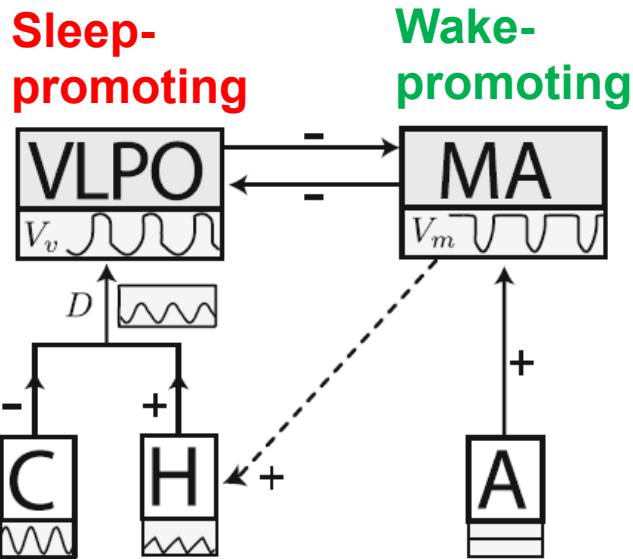 Sleep-
promoting
Wake-
promoting
-
VLPO
MA
-
V_v
V_m
D
+
-
+
+
C
H
A